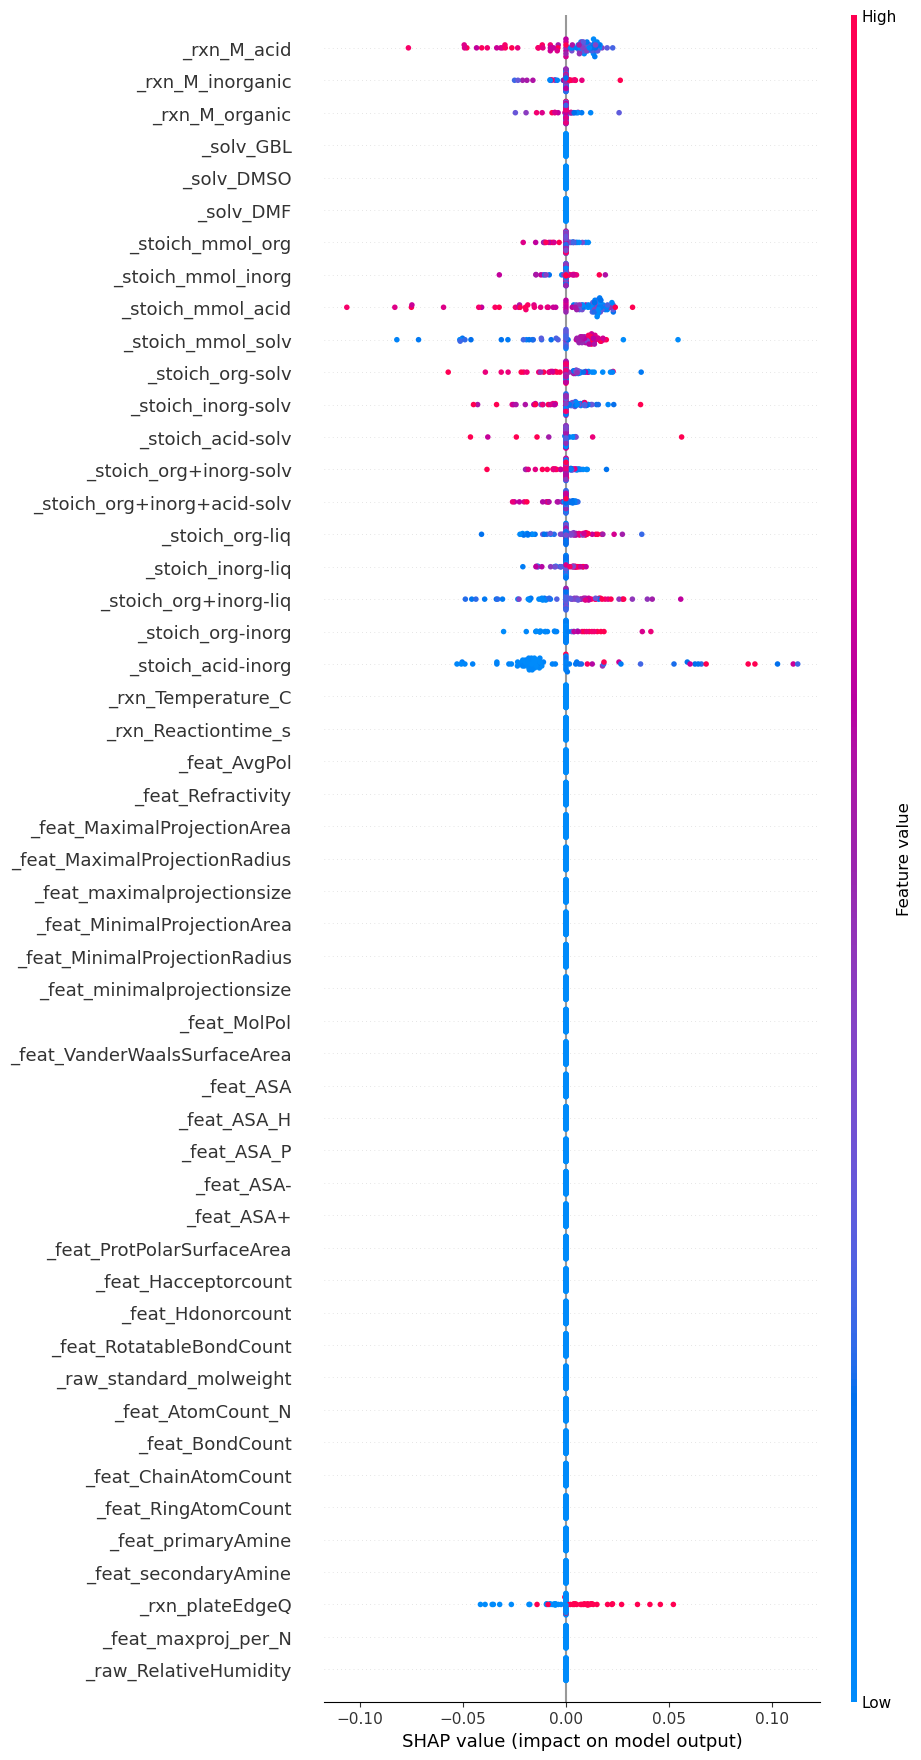 High
_rxn_M_acid
_rxn_M_inorganic
_rxn_M_organic
_solv_GBL
_solv_DMSO
_solv_DMF
_stoich_mmol_org
_stoich_mmol_inorg
_stoich_mmol_acid
_stoich_mmol_solv
_stoich_org-solv
_stoich_inorg-solv
_stoich_acid-solv
_stoich_org+inorg-solv
_stoich_org+inorg+acid-solv
_stoich_org-liq
_stoich_inorg-liq
_stoich_org+inorg-liq
_stoich_org-inorg
_stoich_acid-inorg
_rxn_Temperature_C
_rxn_Reactiontime_s
_feat_AvgPol
_feat_Refractivity
_feat_MaximalProjectionArea
_feat_MaximalProjectionRadius
_feat_maximalprojectionsize
_feat_MinimalProjectionArea
_feat_MinimalProjectionRadius
_feat_minimalprojectionsize
_feat_MolPol
_feat_VanderWaalsSurfaceArea
_feat_ASA
_feat_ASA_H
_feat_ASA_P
_feat_ASA-
_feat_ASA+
_feat_ProtPolarSurfaceArea
_feat_Hacceptorcount
_feat_Hdonorcount
_feat_RotatableBondCount
_raw_standard_molweight
_feat_AtomCount_N
_feat_BondCount
_feat_ChainAtomCount
_feat_RingAtomCount
_feat_primaryAmine
_feat_secondaryAmine
_rxn_plateEdgeQ
_feat_maxproj_per_N
_raw_RelativeHumidity
Feature value
Low
−0.10 −0.05 0.00 0.05 0.10
SHAP value (impact on model output)